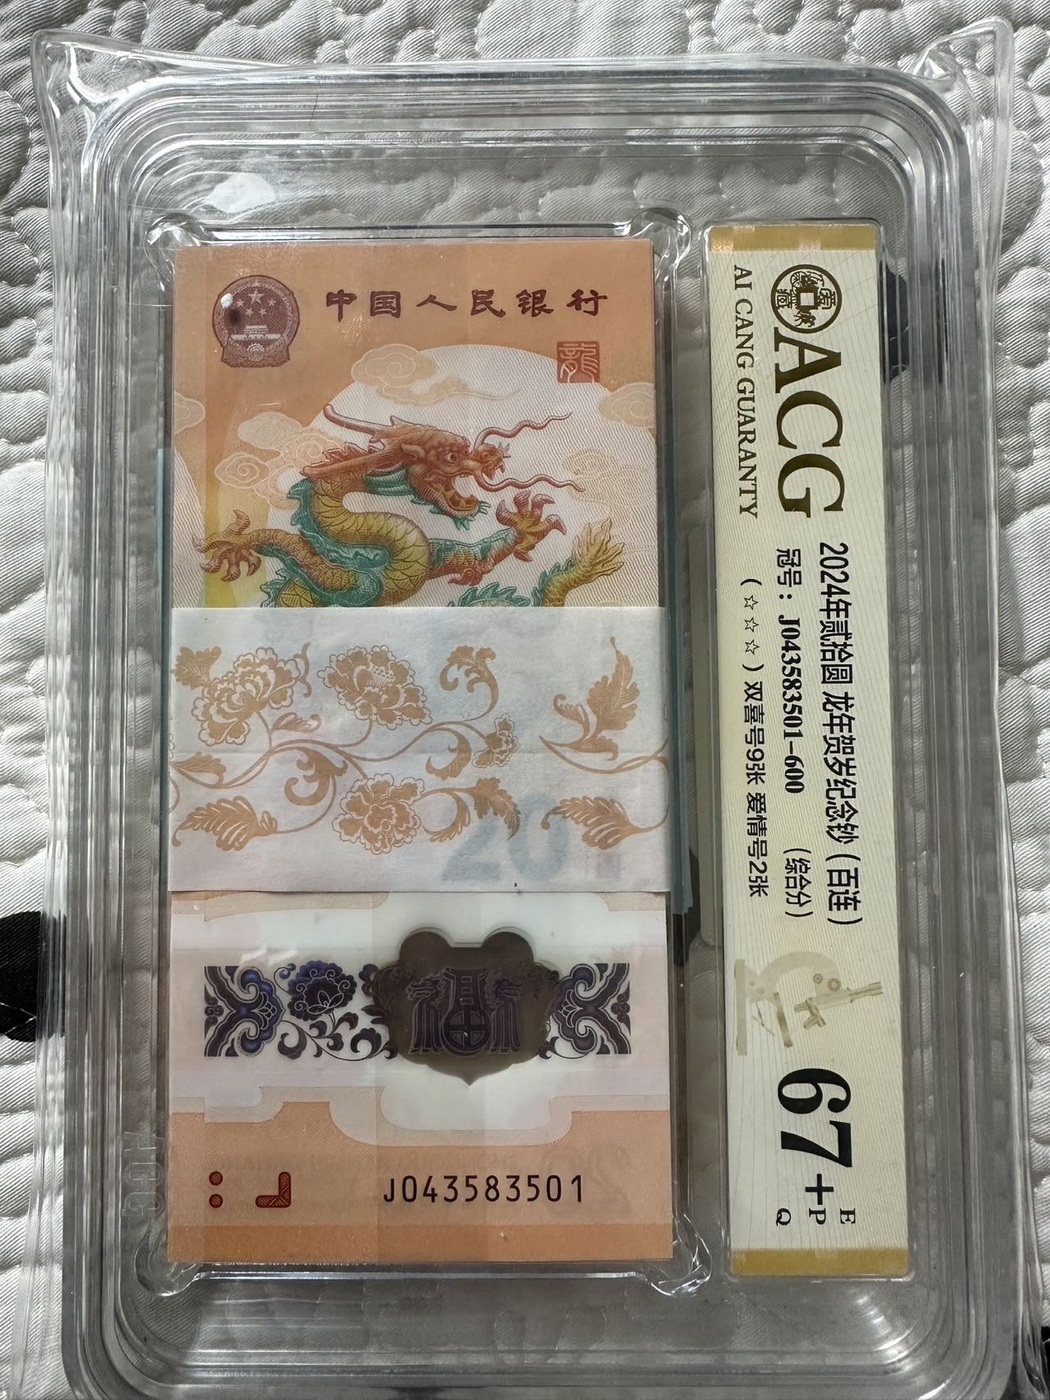 中国人民银行
龍
20
J043583501
ACG
AI CANG GUARANTY
2024年贰拾圆 龙年贺岁纪念钞（百连）
冠号：J043583501-600 （综合分）
（☆☆☆）双喜号9张 爱情号2张
67+
E
P
Q